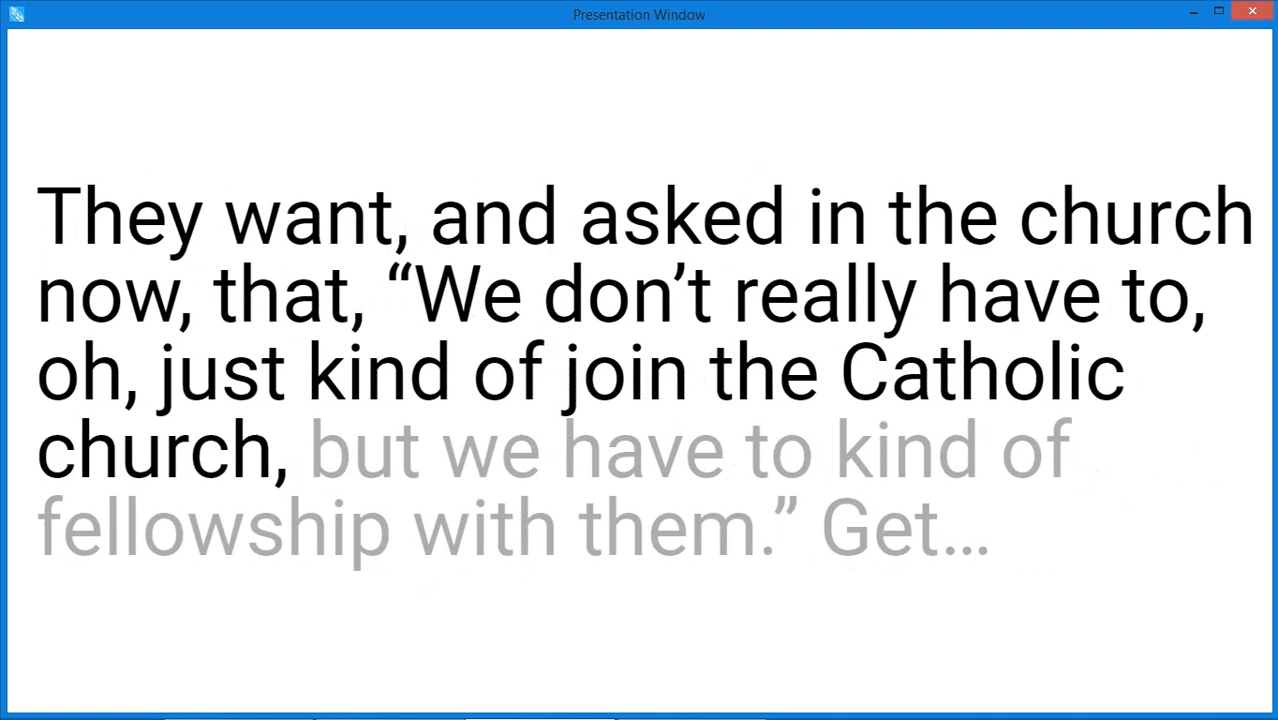 Presentation Window
They want, and asked in the church
now, that, “We don’t really have to,
oh, just kind of join the Catholic
church, but we have to kind of
fellowship with them.” Get…